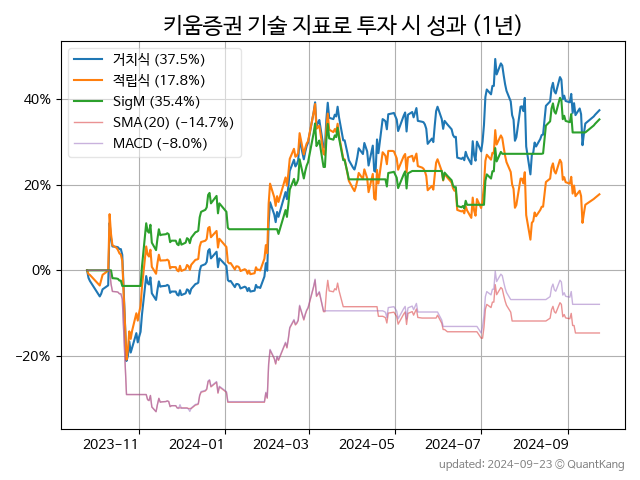 키움증권 기술 지표로 투자 시 성과 (1년)
거치식 (37.5%)
적립식 (17.8%)
SigM (35.4%)
SMA(20) (−14.7%)
MACD (−8.0%)
40%
20%
0%
−20%
2023−11
2024−01
2024−03
2024−05
2024−07
2024−09
updated: 2024−09−23 ⓒ QuantKang